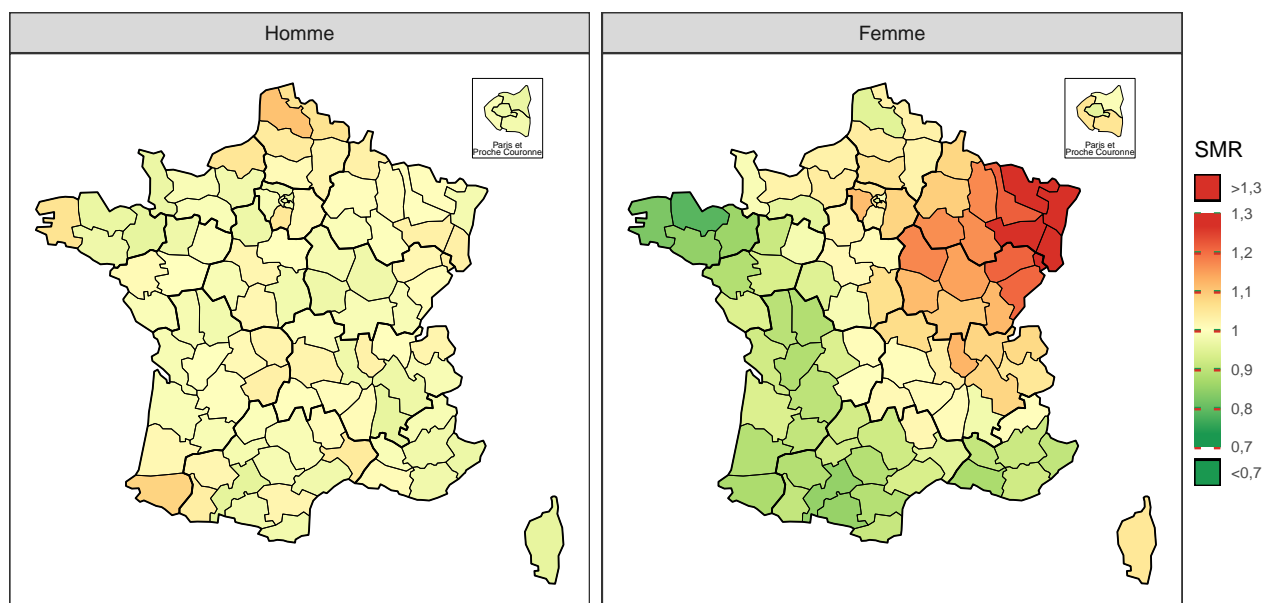 Homme
Femme
Paris et
Proche Couronne
Paris et
Proche Couronne
SMR
>1,3
1,3
1,2
1,1
1
0,9
0,8
0,7
<0,7